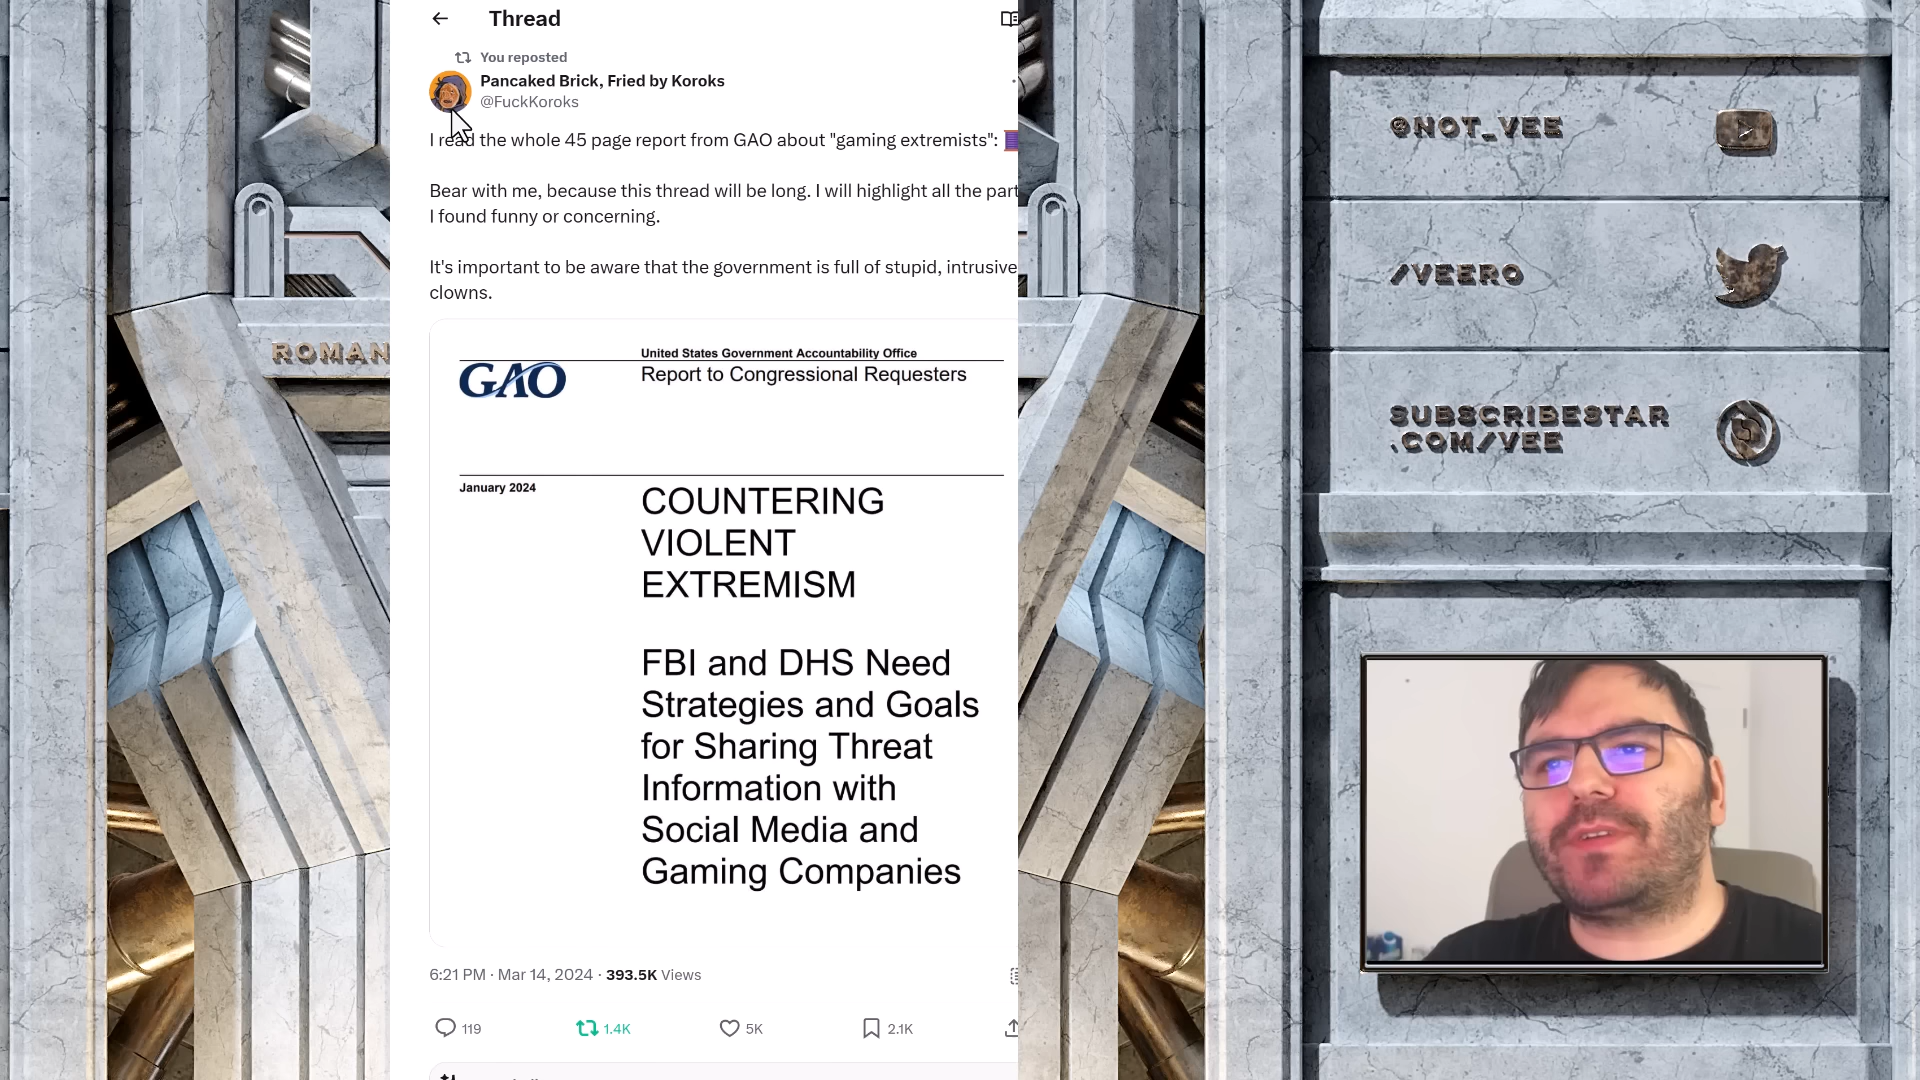 Thread
You reposted
Pancaked Brick, Fried by Koroks
@FuckKoroks
I read the whole 45 page report from GAO about "gaming extremists":
Bear with me, because this thread will be long. I will highlight all the part
I found funny or concerning.
It's important to be aware that the government is full of stupid, intrusive
clowns.
United States Government Accountability Office
GAO
Report to Congressional Requesters
January 2024
COUNTERING
VIOLENT
EXTREMISM
FBI and DHS Need
Strategies and Goals
for Sharing Threat
Information with
Social Media and
Gaming Companies
6:21 PM · Mar 14, 2024 · 393.5K Views
119
1.4K
5K
2.1K
ROMAN
@NOT_VEE
/VEERO
SUBSCRIBESTAR
.COM/VEE